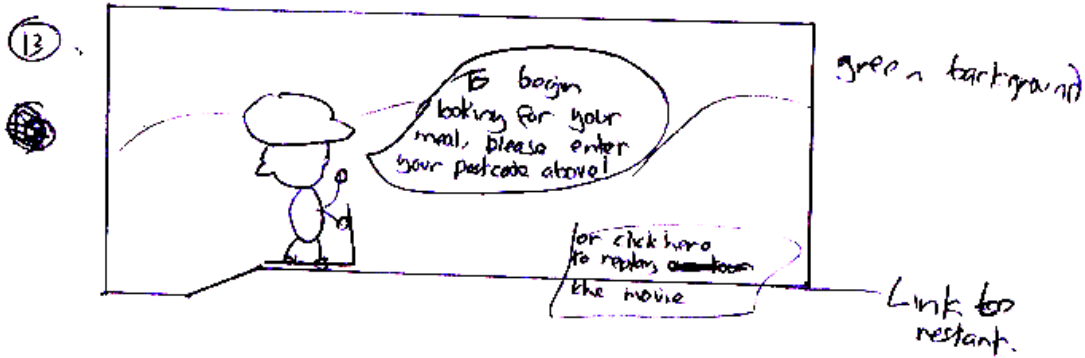 13.
To begin
looking for your
meal, please enter
your postcode above!
green background
or click here
to replay
the movie
Link to
restart.